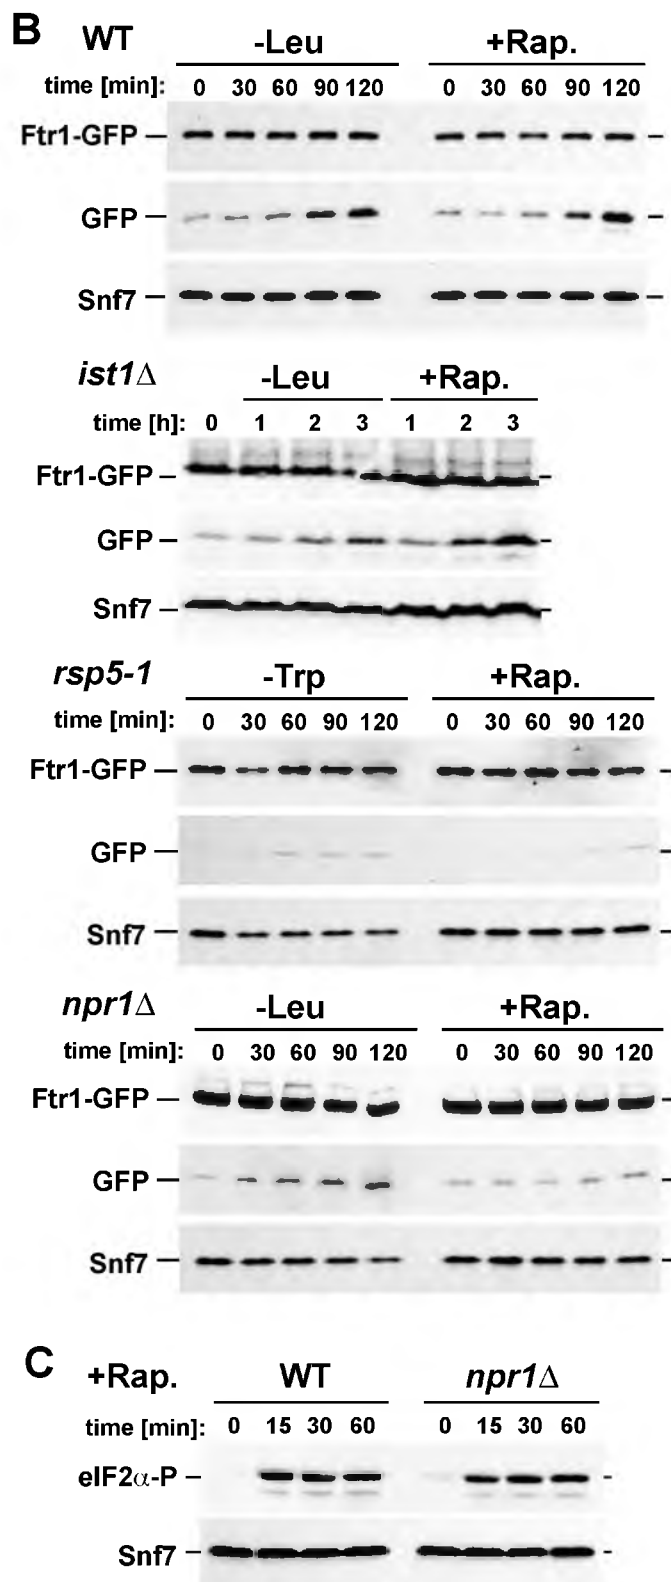 B WT -Leu +Rap.
time [min]: 0 30 60 90 120 0 30 60 90 120
Ftr1-GFP
GFP
Snf7
ist1Δ -Leu +Rap.
time [h]: 0 1 2 3 1 2 3
Ftr1-GFP
GFP
Snf7
rsp5-1 -Trp +Rap.
time [min]: 0 30 60 90 120 0 30 60 90 120
Ftr1-GFP
GFP
Snf7
npr1Δ -Leu +Rap.
time [min]: 0 30 60 90 120 0 30 60 90 120
Ftr1-GFP
GFP
Snf7
C +Rap. WT npr1Δ
time [min]: 0 15 30 60 0 15 30 60
eIF2α-P
Snf7